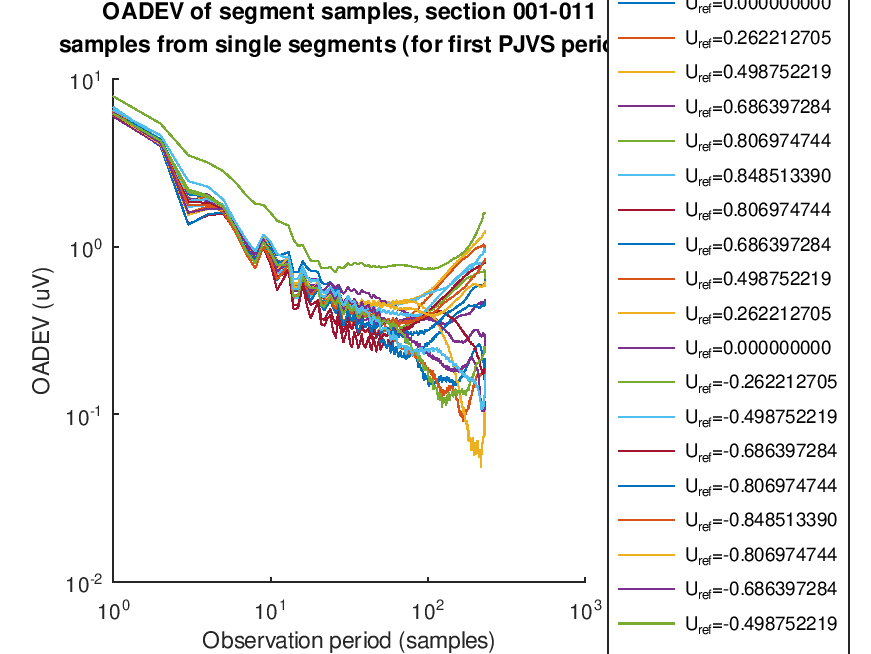 OADEV of segment samples, section 001-011
samples from single segments (for first PJVS perio
10^1
10^0
10^-1
10^-2
10^0
10^1
10^2
10^3
OADEV (uV)
Observation period (samples)
U_ref=0.000000000
U_ref=0.262212705
U_ref=0.498752219
U_ref=0.686397284
U_ref=0.806974744
U_ref=0.848513390
U_ref=0.806974744
U_ref=0.686397284
U_ref=0.498752219
U_ref=0.262212705
U_ref=0.000000000
U_ref=-0.262212705
U_ref=-0.498752219
U_ref=-0.686397284
U_ref=-0.806974744
U_ref=-0.848513390
U_ref=-0.806974744
U_ref=-0.686397284
U_ref=-0.498752219